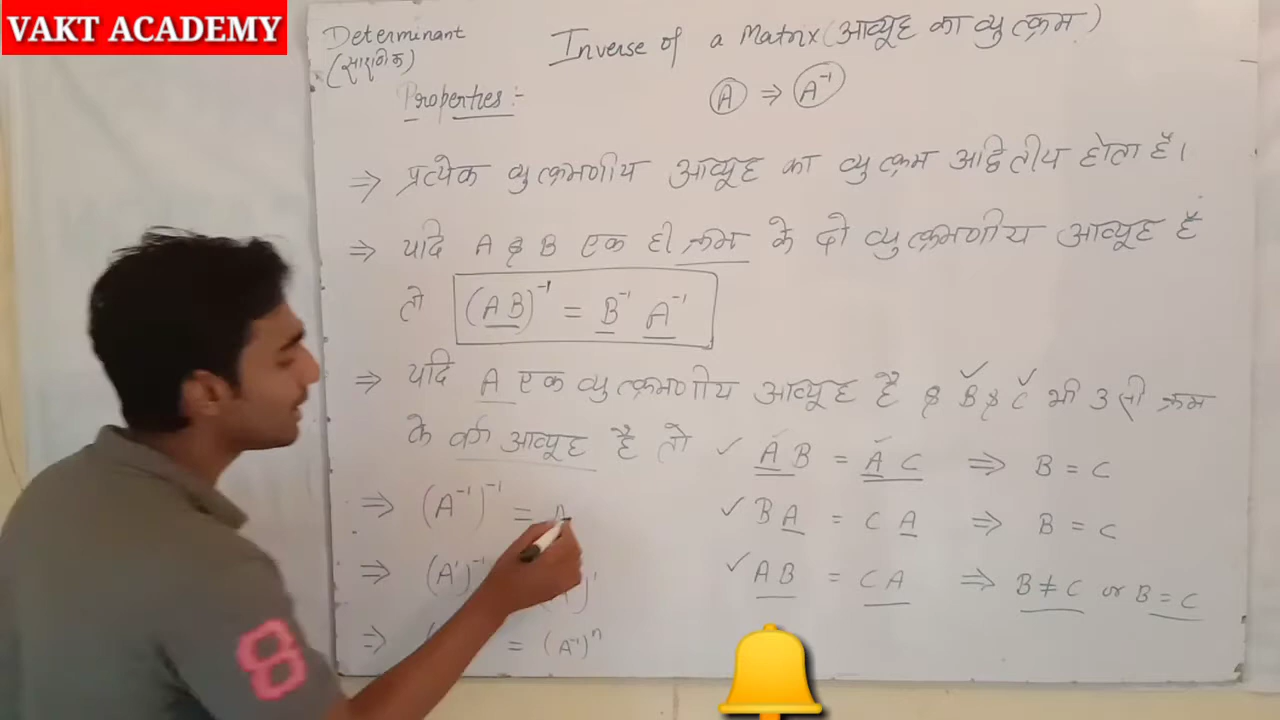 VAKT ACADEMY
Determinant
(सारणिक)
Inverse of a Matrix (आव्यूह का व्युत्क्रम)
A ⇒ A⁻¹
Properties :-
⇒ प्रत्येक व्युत्क्रमणीय आव्यूह का व्युत्क्रम अद्वितीय होता है।
⇒ यदि A & B एक ही क्रम के दो व्युत्क्रमणीय आव्यूह है
तो (AB)⁻¹ = B⁻¹ A⁻¹
⇒ यदि A एक व्युत्क्रमणीय आव्यूह है & B & C भी उसी क्रम
के वर्ग आव्यूह है तो ✓ AB = AC ⇒ B = C
⇒ (A⁻¹)⁻¹ = A ✓ BA = CA ⇒ B = C
⇒ (A')⁻¹ ✓ AB = CA ⇒ B ≠ C or B = C
⇒ = (A⁻¹)ⁿ
8